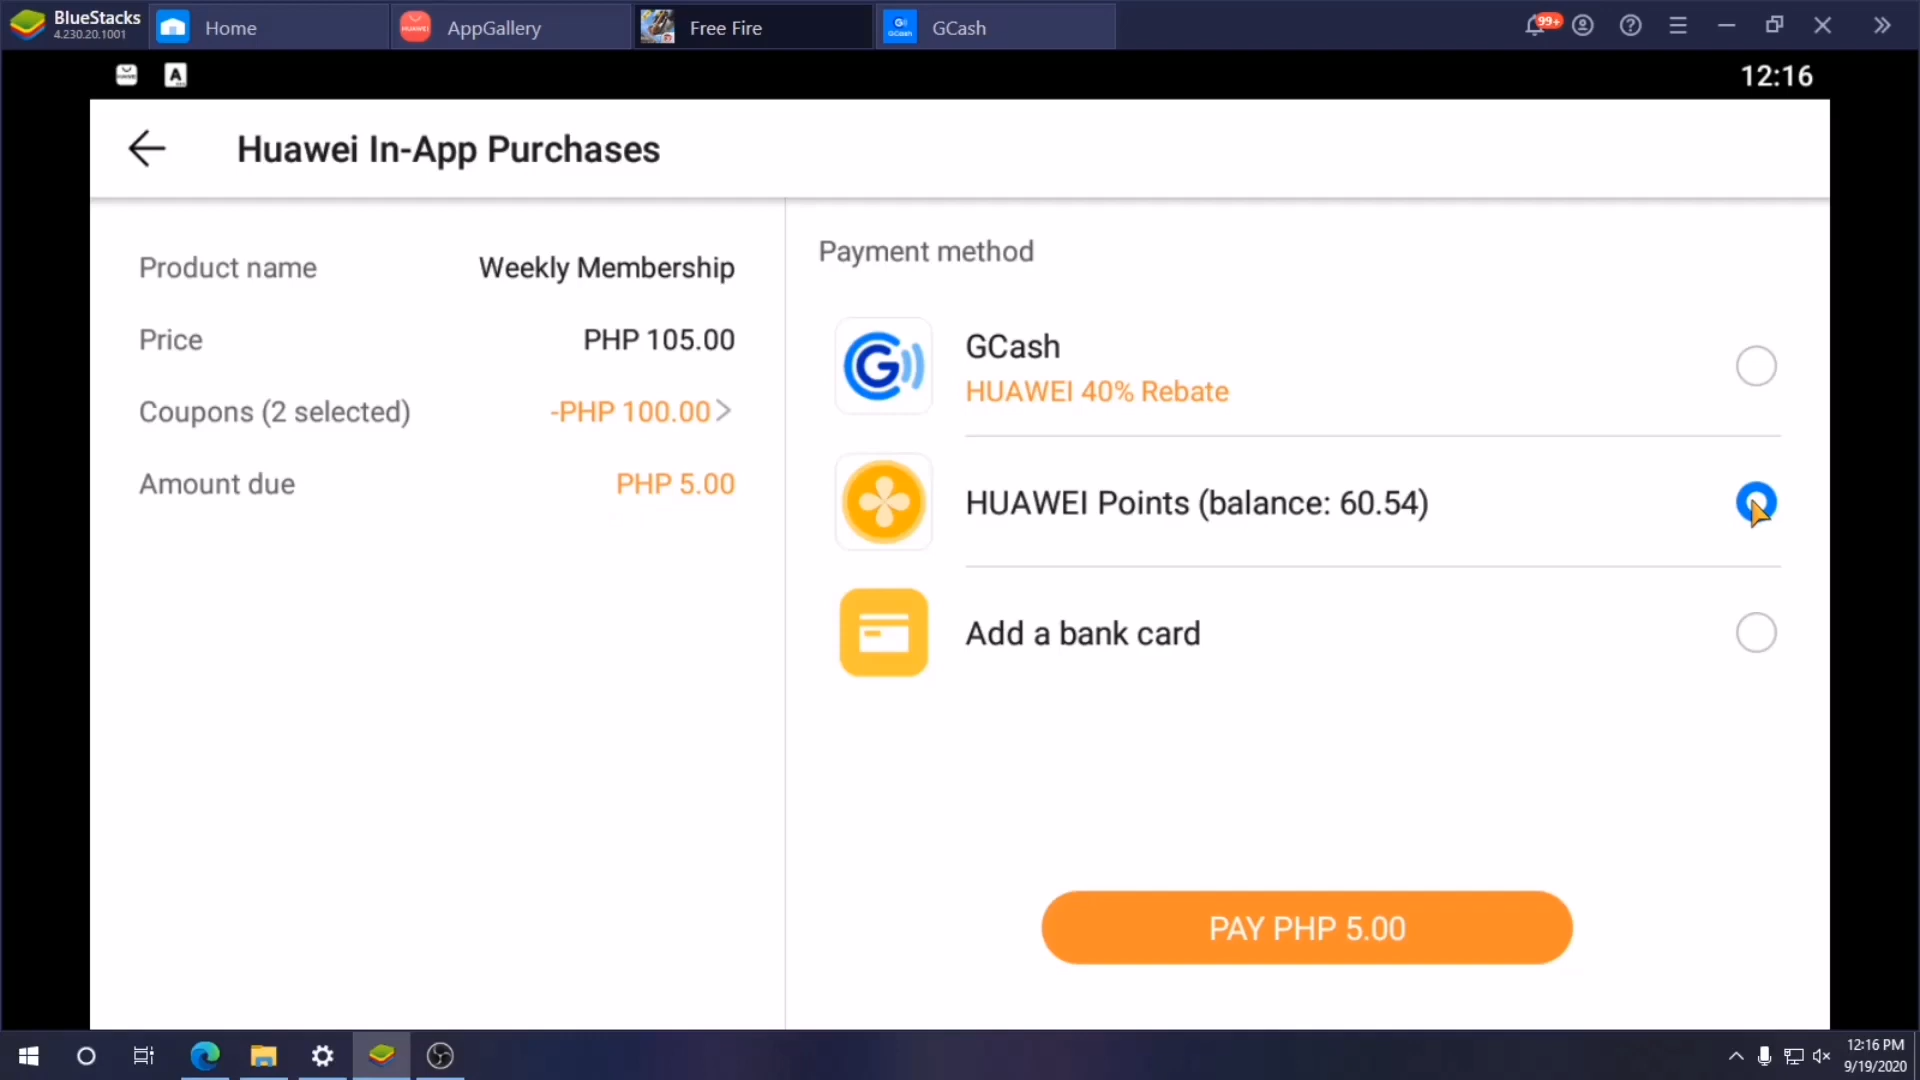 BlueStacks
4.230.20.1001
Home
AppGallery
Free Fire
GCash
99+
12:16
Huawei In-App Purchases
Product name
Weekly Membership
Price
PHP 105.00
Coupons (2 selected)
-PHP 100.00
Amount due
PHP 5.00
Payment method
GCash
HUAWEI 40% Rebate
HUAWEI Points (balance: 60.54)
Add a bank card
PAY PHP 5.00
12:16 PM
9/19/2020